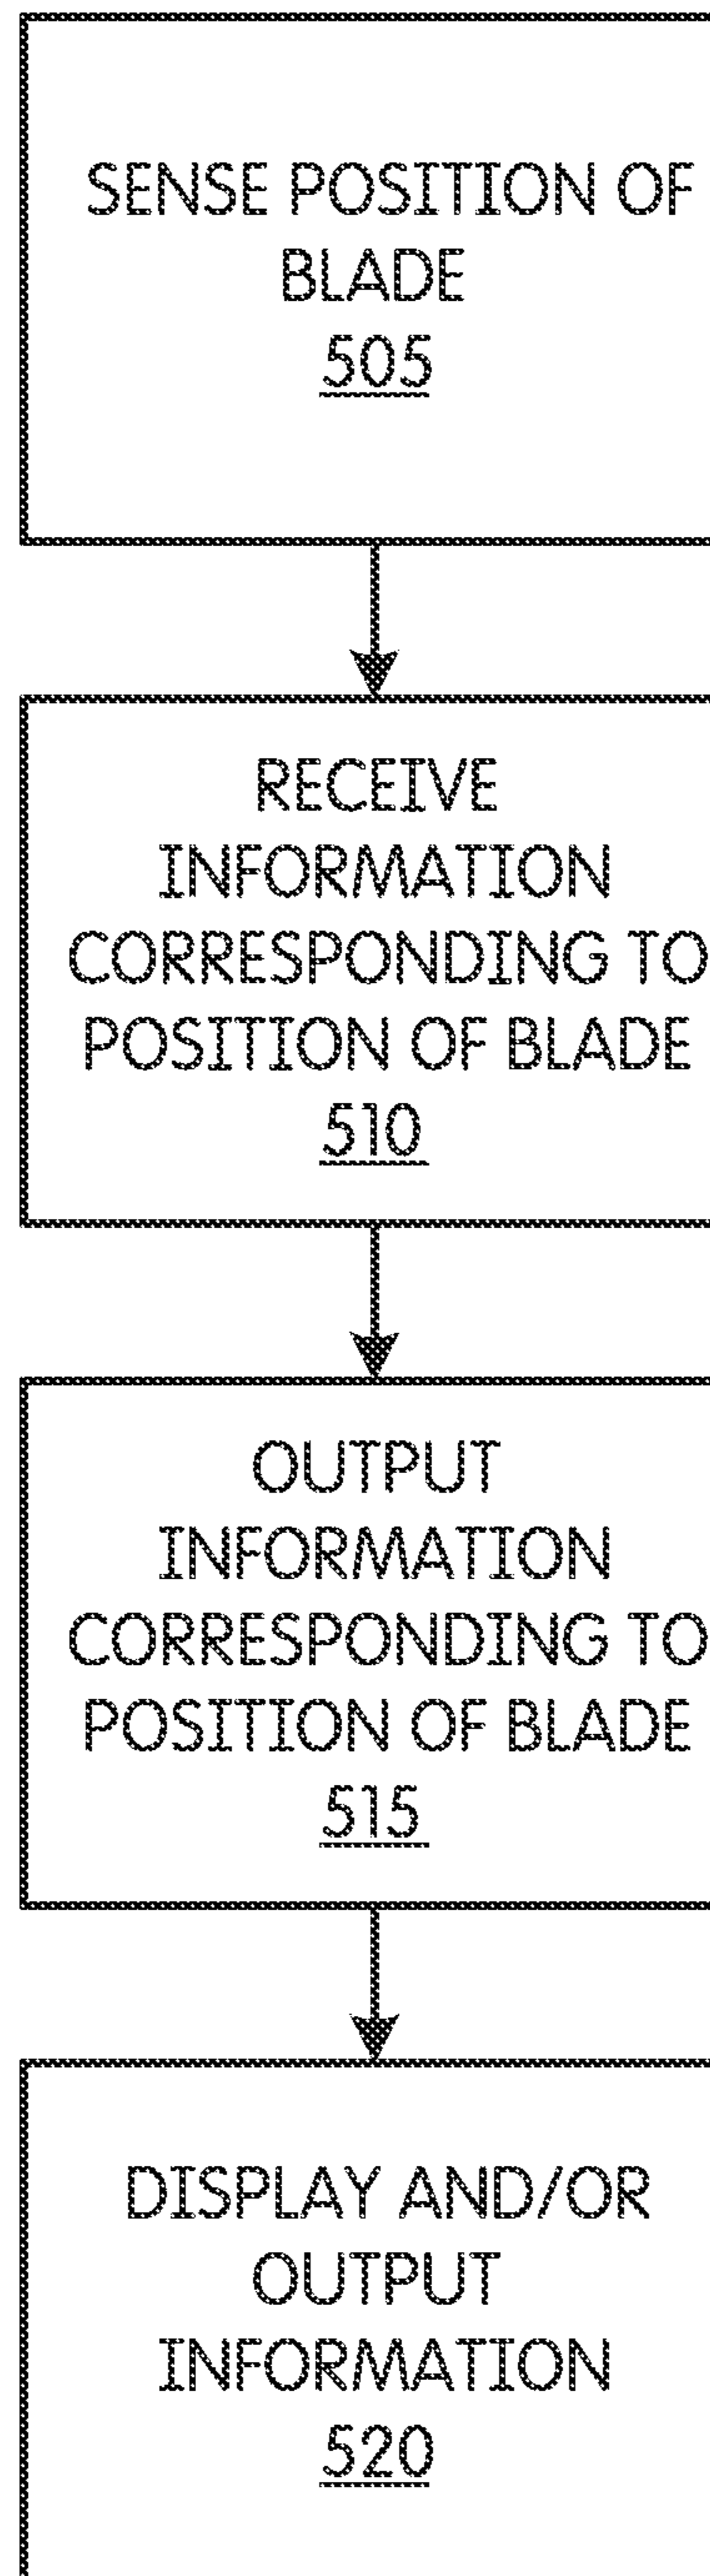 SENSE POSITION OF
BLADE
505
RECEIVE
INFORMATION
CORRESPONDING TO
POSITION OF BLADE
510
OUTPUT
INFORMATION
CORRESPONDING TO
POSITION OF BLADE
515
DISPLAY AND/OR
OUTPUT
INFORMATION
520